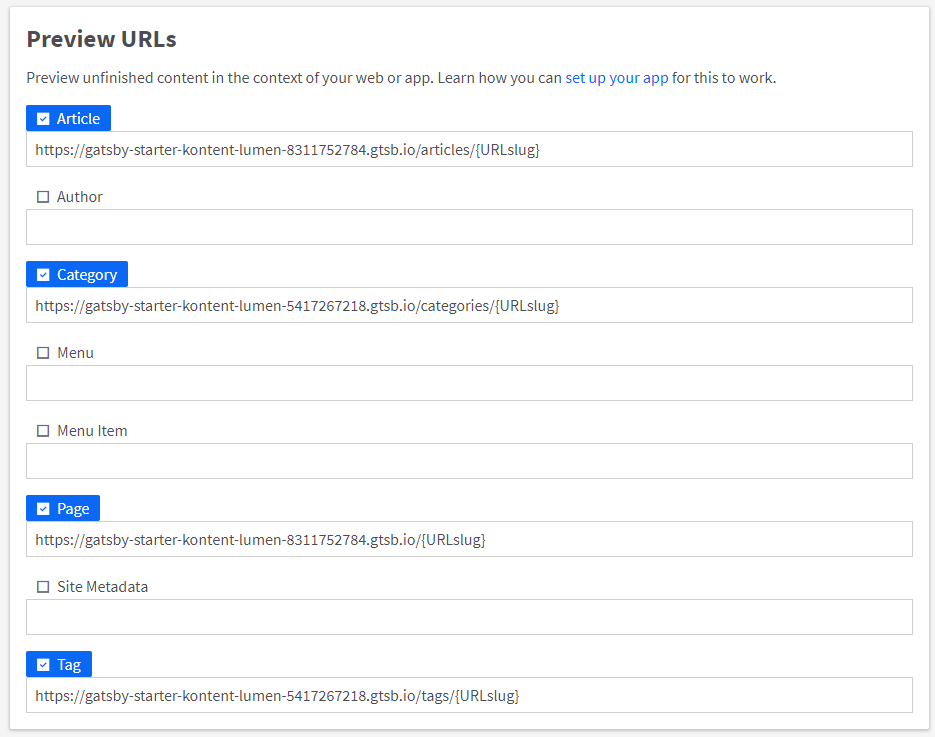 Preview URLs
Preview unfinished content in the context of your web or app. Learn how you can set up your app for this to work.
Article
https://gatsby-starter-kontent-lumen-8311752784.gtsb.io/articles/{URLslug}
Author
Category
https://gatsby-starter-kontent-lumen-5417267218.gtsb.io/categories/{URLslug}
Menu
Menu Item
Page
https://gatsby-starter-kontent-lumen-8311752784.gtsb.io/{URLslug}
Site Metadata
Tag
https://gatsby-starter-kontent-lumen-5417267218.gtsb.io/tags/{URLslug}